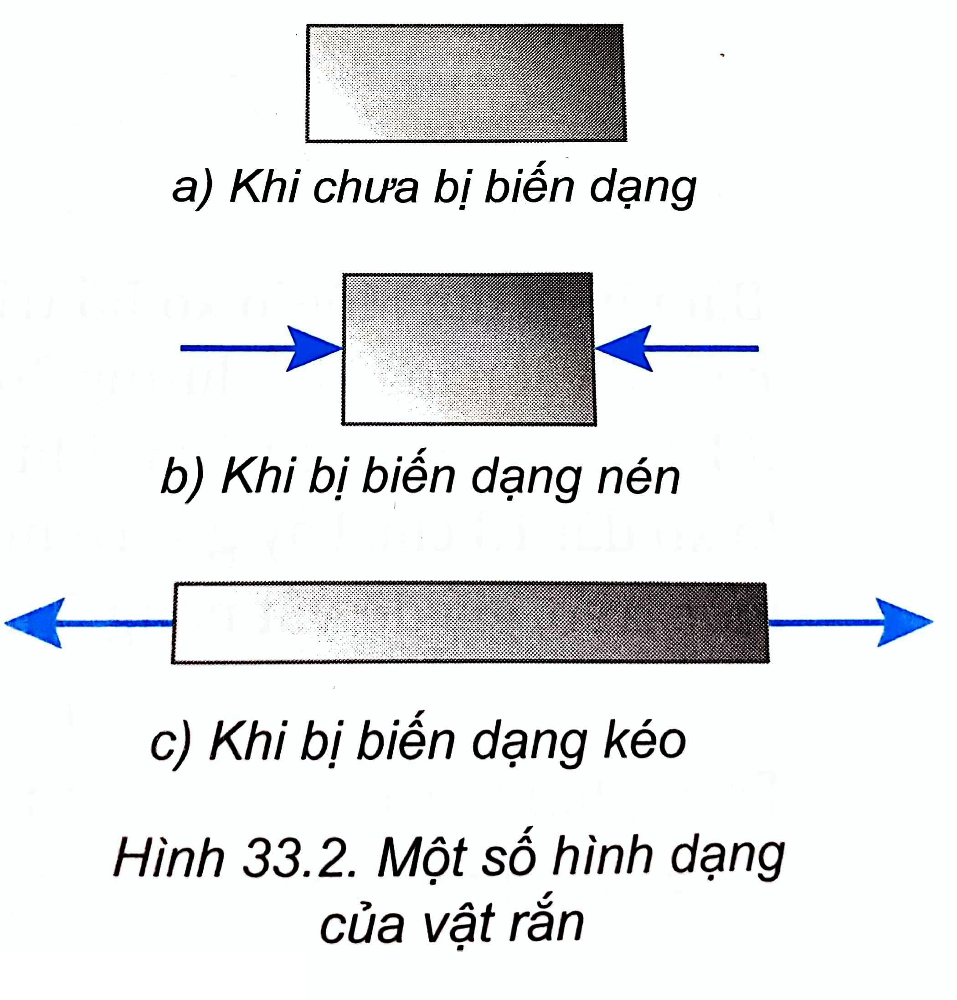 a) Khi chưa bị biến dạng
b) Khi bị biến dạng nén
c) Khi bị biến dạng kéo
Hình 33.2. Một số hình dạng
của vật rắn